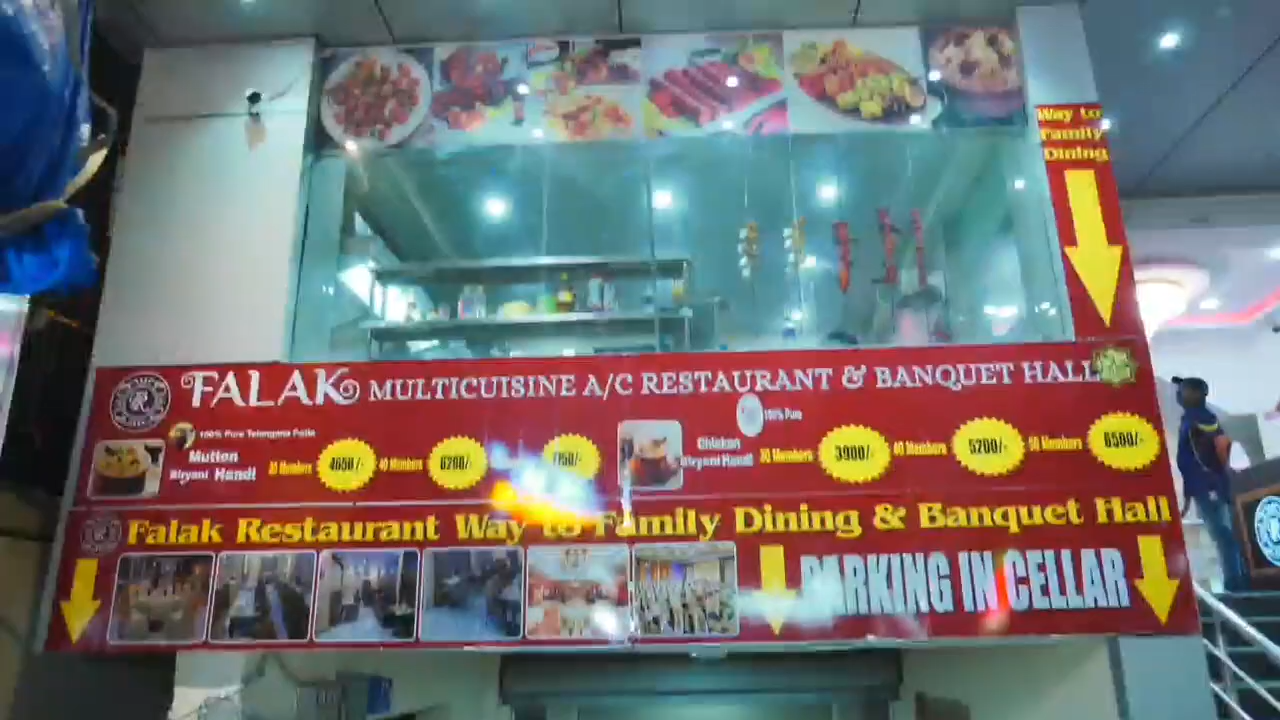 Way to
Family
Dining
FALAK MULTICUISINE A/C RESTAURANT & BANQUET HALL
100% Pure Telangana Potla
100% Pure
Mutton
Biryani Handi
30 Members 4650/- 40 Members 6200/-
Chicken
Biryani Handi
30 Members 3900/- 40 Members 5200/- 50 Members 6500/-
Falak Restaurant Way to Family Dining & Banquet Hall
PARKING IN CELLAR